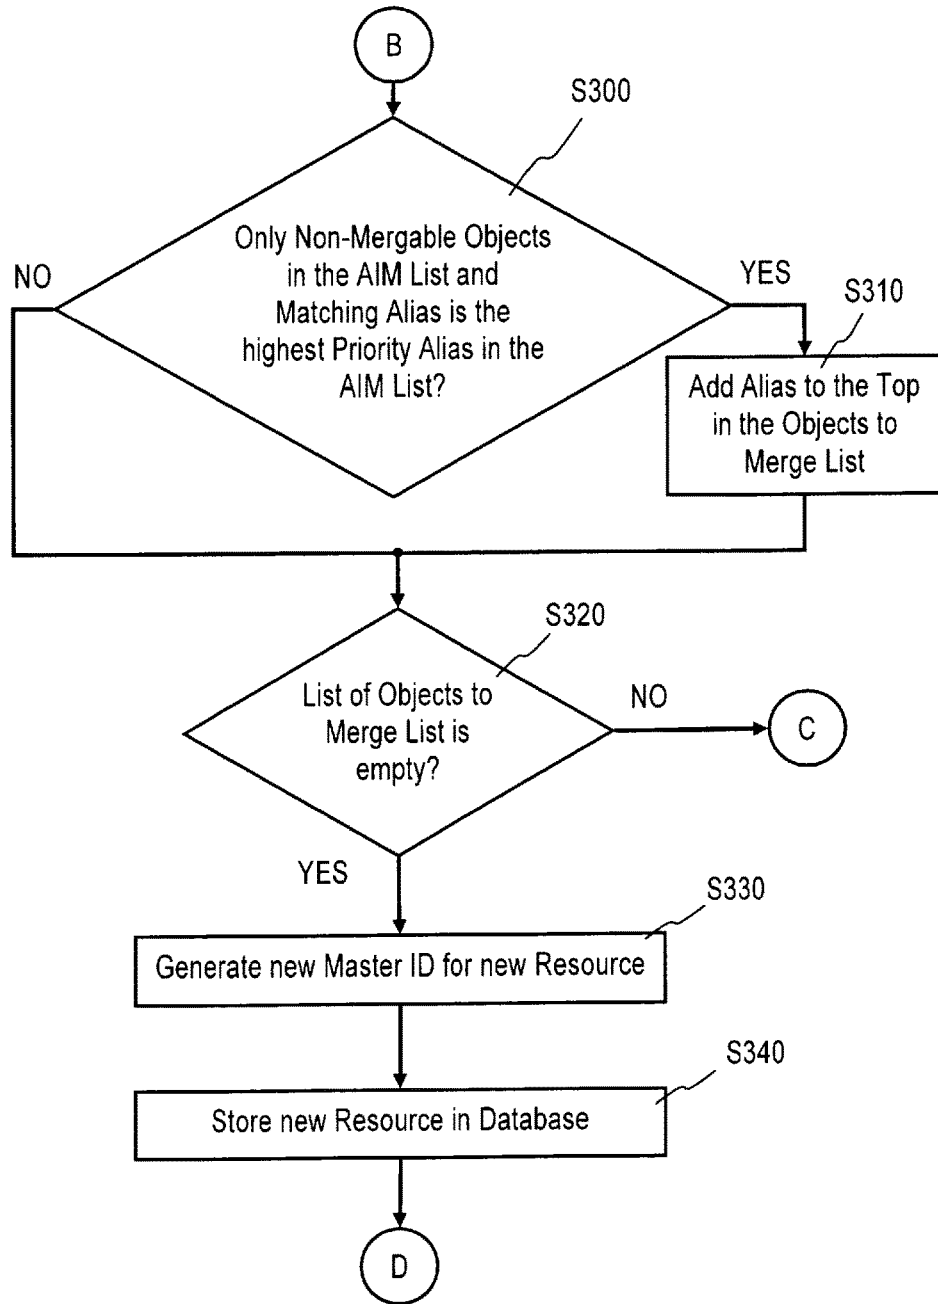 B
S300
Only Non-Mergable Objects
in the AIM List and
Matching Alias is the
highest Priority Alias in the
AIM List?
NO
YES
S310
Add Alias to the Top
in the Objects to
Merge List
S320
List of Objects to
Merge List is
empty?
NO
C
YES
S330
Generate new Master ID for new Resource
S340
Store new Resource in Database
D